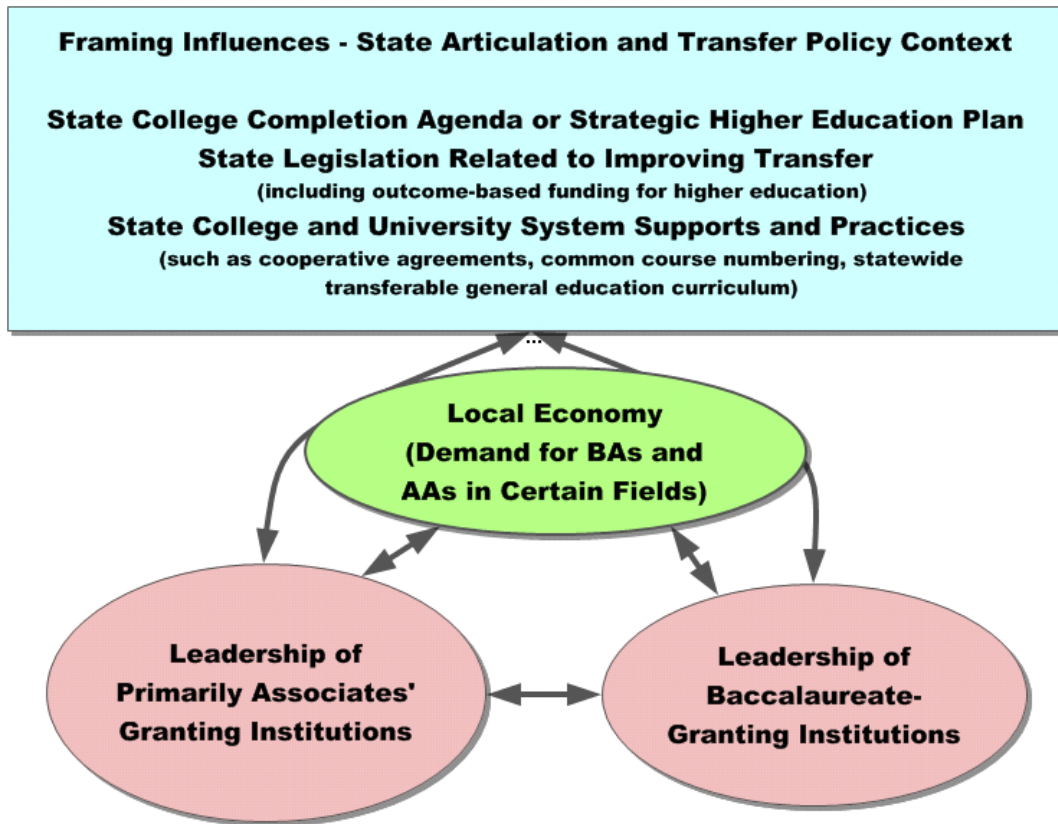 Framing Influences - State Articulation and Transfer Policy Context
State College Completion Agenda or Strategic Higher Education Plan
State Legislation Related to Improving Transfer
(including outcome-based funding for higher education)
State College and University System Supports and Practices
(such as cooperative agreements, common course numbering, statewide
transferable general education curriculum)
...
Local Economy
(Demand for BAs and
AAs in Certain Fields)
Leadership of
Primarily Associates'
Granting Institutions
Leadership of
Baccalaureate-
Granting Institutions